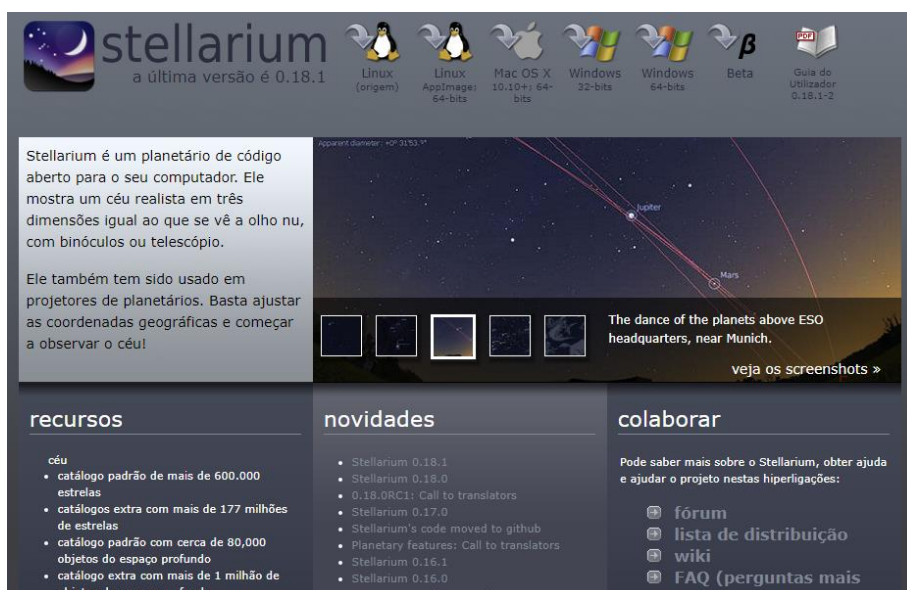 stellarium
a última versão é 0.18.1
Linux
(origem)
Linux
AppImage;
64-bits
Mac OS X
10.10+; 64-
bits
Windows
32-bits
Windows
64-bits
β
Beta
PDF
Guia do
Utilizador
0.18.1-2
Stellarium é um planetário de código
aberto para o seu computador. Ele
mostra um céu realista em três
dimensões igual ao que se vê a olho nu,
com binóculos ou telescópio.
Ele também tem sido usado em
projetores de planetários. Basta ajustar
as coordenadas geográficas e começar
a observar o céu!
Apparent diameter: +0°
Jupiter
Mars
The dance of the planets above ESO
headquarters, near Munich.
veja os screenshots »
recursos
céu
• catálogo padrão de mais de 600.000
estrelas
• catálogos extra com mais de 177 milhões
de estrelas
• catálogo padrão com cerca de 80,000
objetos do espaço profundo
• catálogo extra com mais de 1 milhão de
novidades
• Stellarium 0.18.1
• Stellarium 0.18.0
• 0.18.0RC1: Call to translators
• Stellarium 0.17.0
• Stellarium's code moved to github
• Planetary features: Call to translators
• Stellarium 0.16.1
• Stellarium 0.16.0
colaborar
Pode saber mais sobre o Stellarium, obter ajuda
e ajudar o projeto nestas hiperligações:
fórum
lista de distribuição
wiki
FAQ (perguntas mais